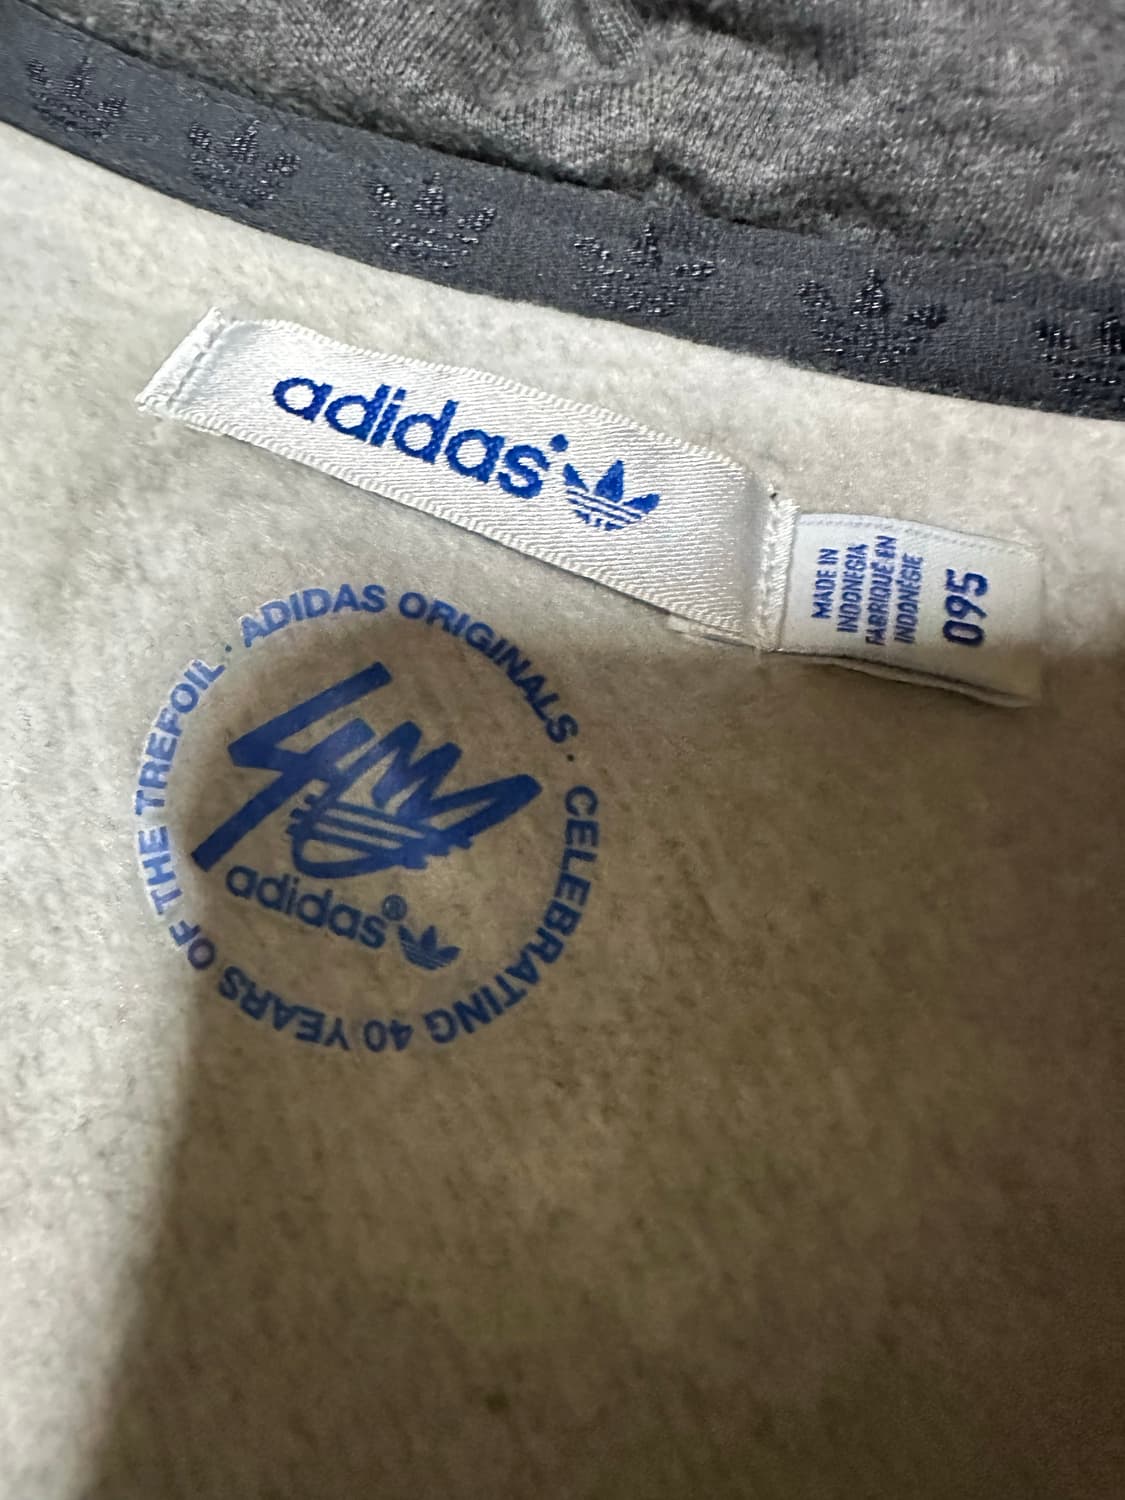 adidas
MADE IN
INDONESIA
FABRIQUÉ EN
INDONÉSIE
095
ADIDAS ORIGINALS · CELEBRATING 40 YEARS OF THE TREFOIL ·
adidas®